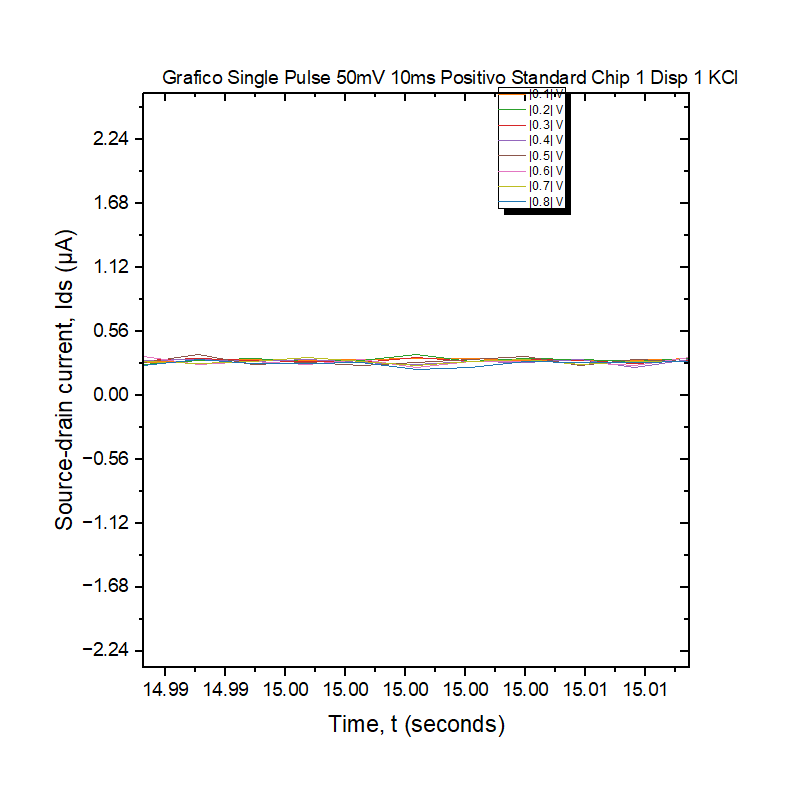 Grafico Single Pulse 50mV 10ms Positivo Standard Chip 1 Disp 1 KCl
|0.1| V
|0.2| V
|0.3| V
|0.4| V
|0.5| V
|0.6| V
|0.7| V
|0.8| V
2.24
1.68
1.12
0.56
0.00
−0.56
−1.12
−1.68
−2.24
Source-drain current, Ids (µA)
14.99 14.99 15.00 15.00 15.00 15.00 15.00 15.01 15.01
Time, t (seconds)